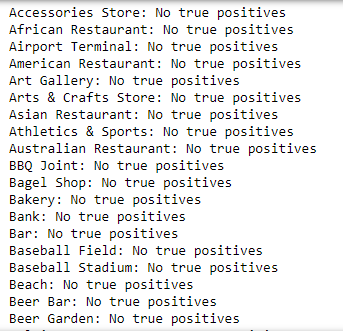 Accessories Store: No true positives
African Restaurant: No true positives
Airport Terminal: No true positives
American Restaurant: No true positives
Art Gallery: No true positives
Arts & Crafts Store: No true positives
Asian Restaurant: No true positives
Athletics & Sports: No true positives
Australian Restaurant: No true positives
BBQ Joint: No true positives
Bagel Shop: No true positives
Bakery: No true positives
Bank: No true positives
Bar: No true positives
Baseball Field: No true positives
Baseball Stadium: No true positives
Beach: No true positives
Beer Bar: No true positives
Beer Garden: No true positives